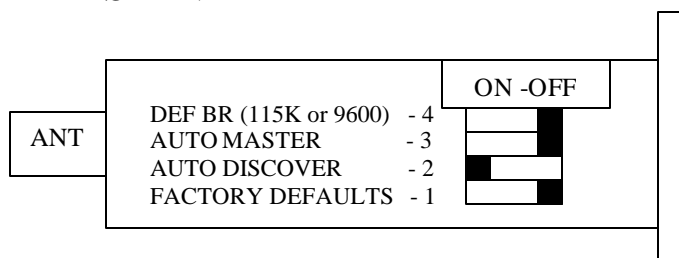 ON -OFF
DEF BR (115K or 9600) - 4
ANT
AUTO MASTER - 3
AUTO DISCOVER - 2
FACTORY DEFAULTS - 1